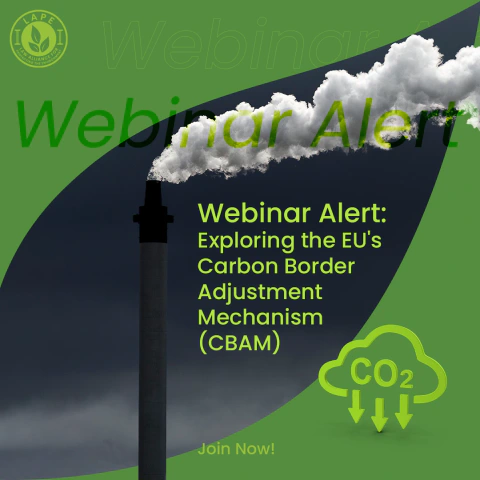 LAPE
Webinar
Webinar Alert
Webinar Alert:
Exploring the EU's
Carbon Border
Adjustment
Mechanism
(CBAM)
CO2
Join Now!